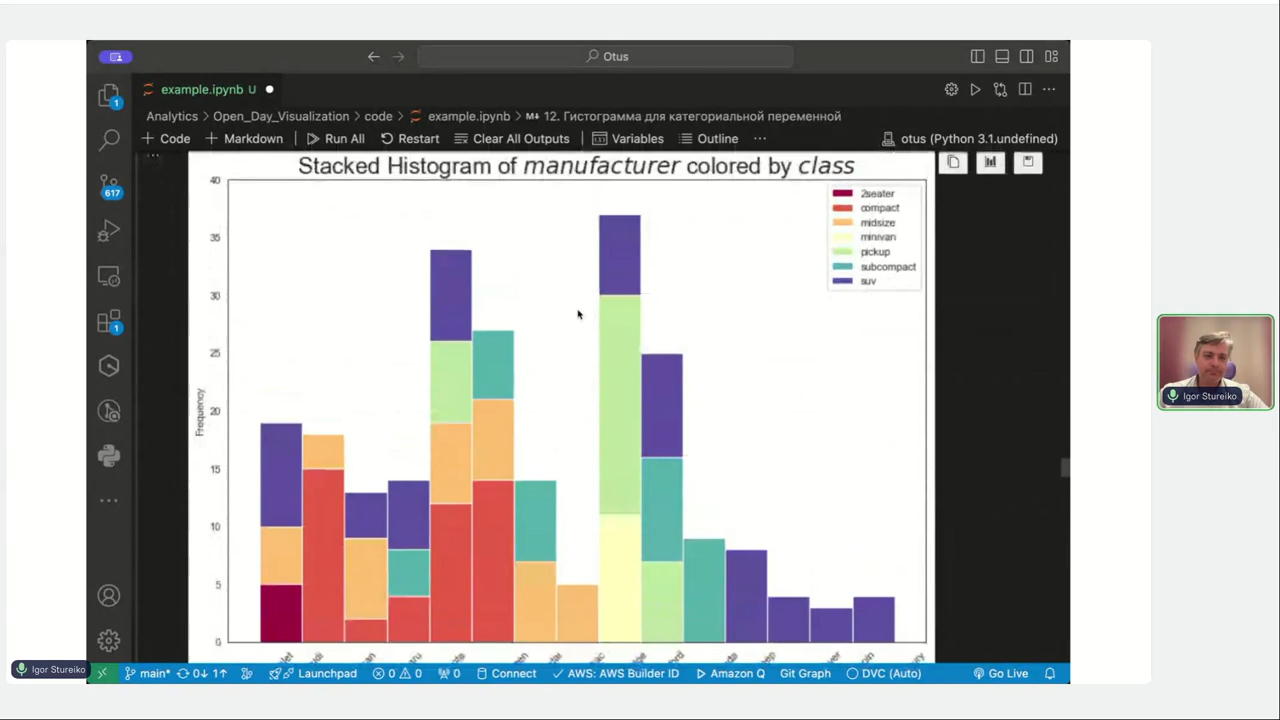 Otus
example.ipynb U
Analytics > Open_Day_Visualization > code > example.ipynb > M↓ 12. Гистограмма для категориальной переменной
+ Code + Markdown Run All Restart Clear All Outputs Variables Outline ··· otus (Python 3.1.undefined)
Stacked Histogram of manufacturer colored by class
2seater
compact
midsize
minivan
pickup
subcompact
suv
40
35
30
25
20
15
10
5
0
Frequency
1
617
1
Igor Stureiko
Igor Stureiko
main* 0↓ 1↑ Launchpad 0 0 0 Connect AWS: AWS Builder ID Amazon Q Git Graph DVC (Auto) Go Live